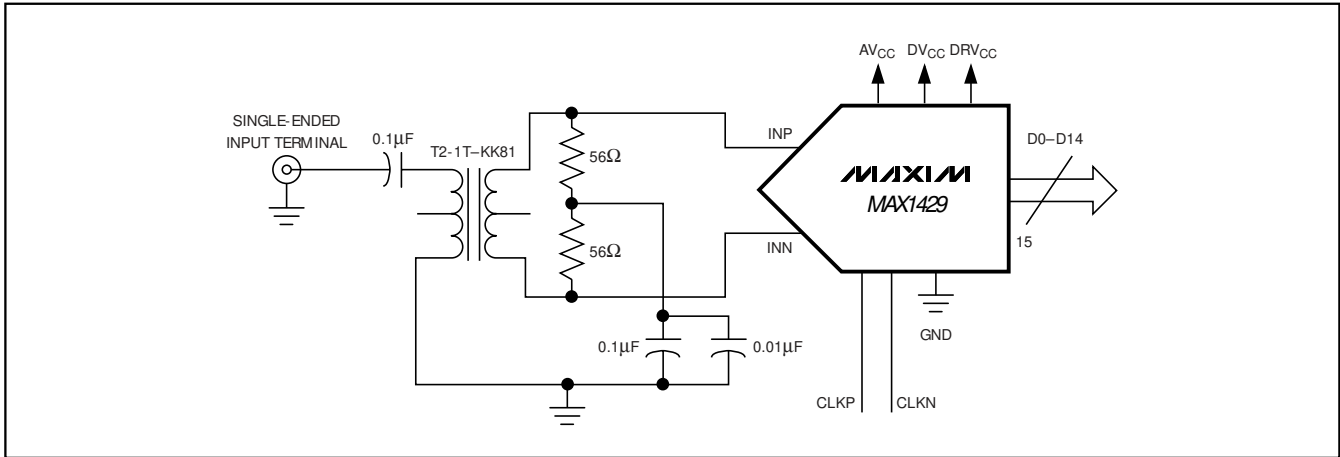 AVCC DVCC DRVCC
SINGLE-ENDED
INPUT TERMINAL
0.1µF
T2-1T–KK81
56Ω
56Ω
INP
INN
MAXIM
MAX1429
D0–D14
15
0.1µF
0.01µF
GND
CLKP
CLKN